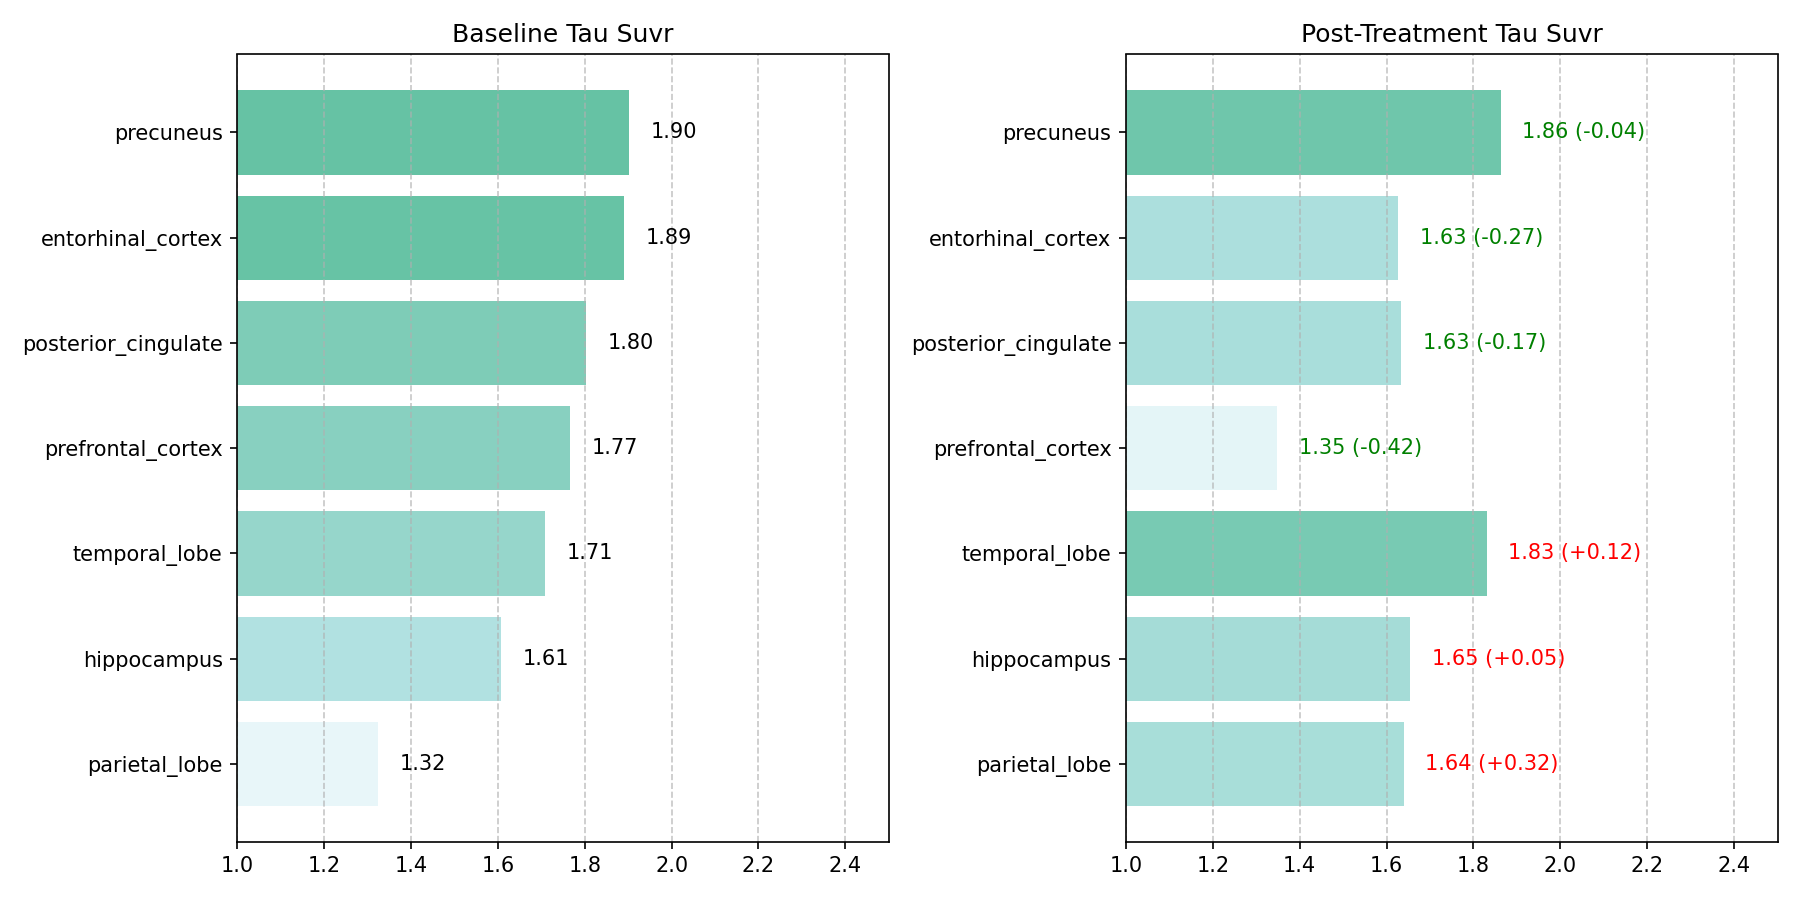 Baseline Tau Suvr
precuneus
1.90
entorhinal_cortex
1.89
posterior_cingulate
1.80
prefrontal_cortex
1.77
temporal_lobe
1.71
hippocampus
1.61
parietal_lobe
1.32
1.0 1.2 1.4 1.6 1.8 2.0 2.2 2.4
Post-Treatment Tau Suvr
precuneus
1.86 (-0.04)
entorhinal_cortex
1.63 (-0.27)
posterior_cingulate
1.63 (-0.17)
prefrontal_cortex
1.35 (-0.42)
temporal_lobe
1.83 (+0.12)
hippocampus
1.65 (+0.05)
parietal_lobe
1.64 (+0.32)
1.0 1.2 1.4 1.6 1.8 2.0 2.2 2.4